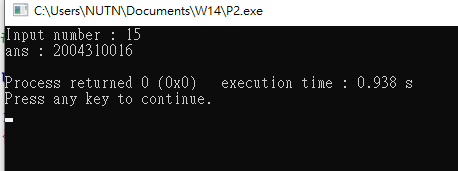 C:\Users\NUTN\Documents\W14\P2.exe
Input number : 15
ans : 2004310016
Process returned 0 (0x0)   execution time : 0.938 s
Press any key to continue.